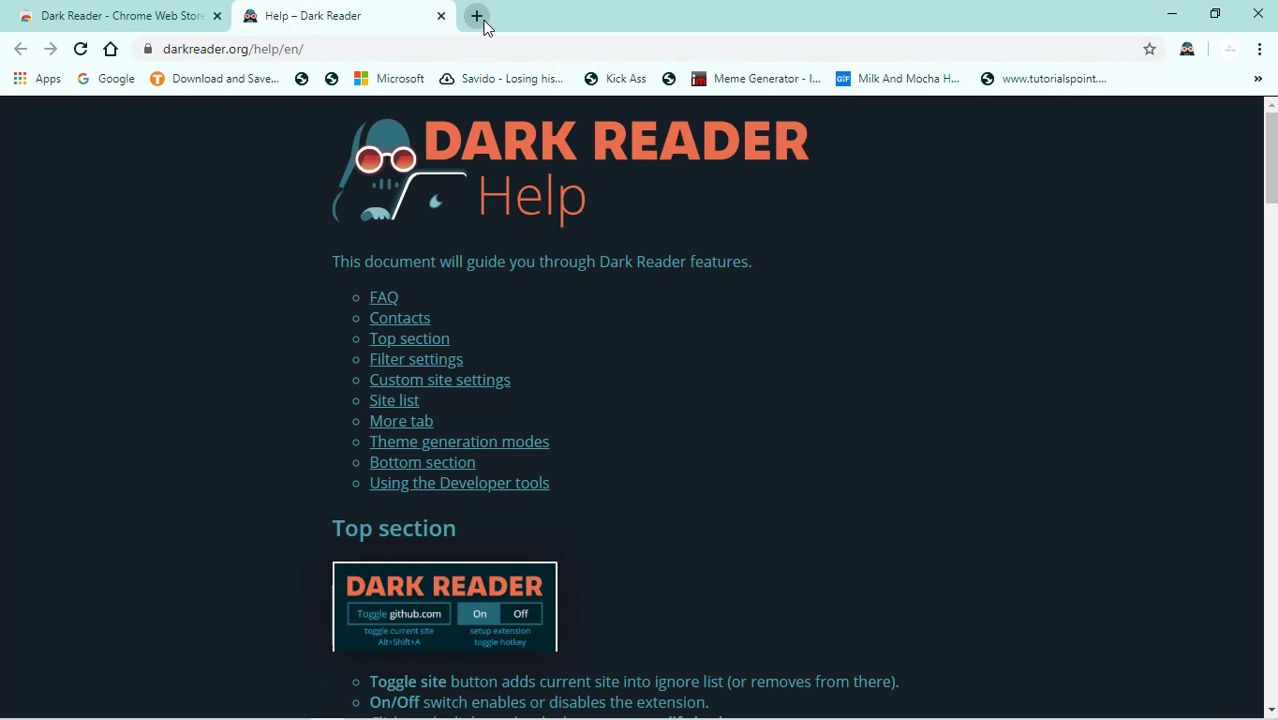 Dark Reader - Chrome Web Store
Help – Dark Reader
darkreader.org/help/en/
Apps
Google
Download and Save...
Microsoft
Savido - Losing his...
Kick Ass
Meme Generator - I...
Milk And Mocha H...
www.tutorialspoint....
DARK READER
Help
This document will guide you through Dark Reader features.
FAQ
Contacts
Top section
Filter settings
Custom site settings
Site list
More tab
Theme generation modes
Bottom section
Using the Developer tools
Top section
DARK READER
Toggle github.com On Off
toggle current site setup extension
Alt+Shift+A toggle hotkey
Toggle site button adds current site into ignore list (or removes from there).
On/Off switch enables or disables the extension.